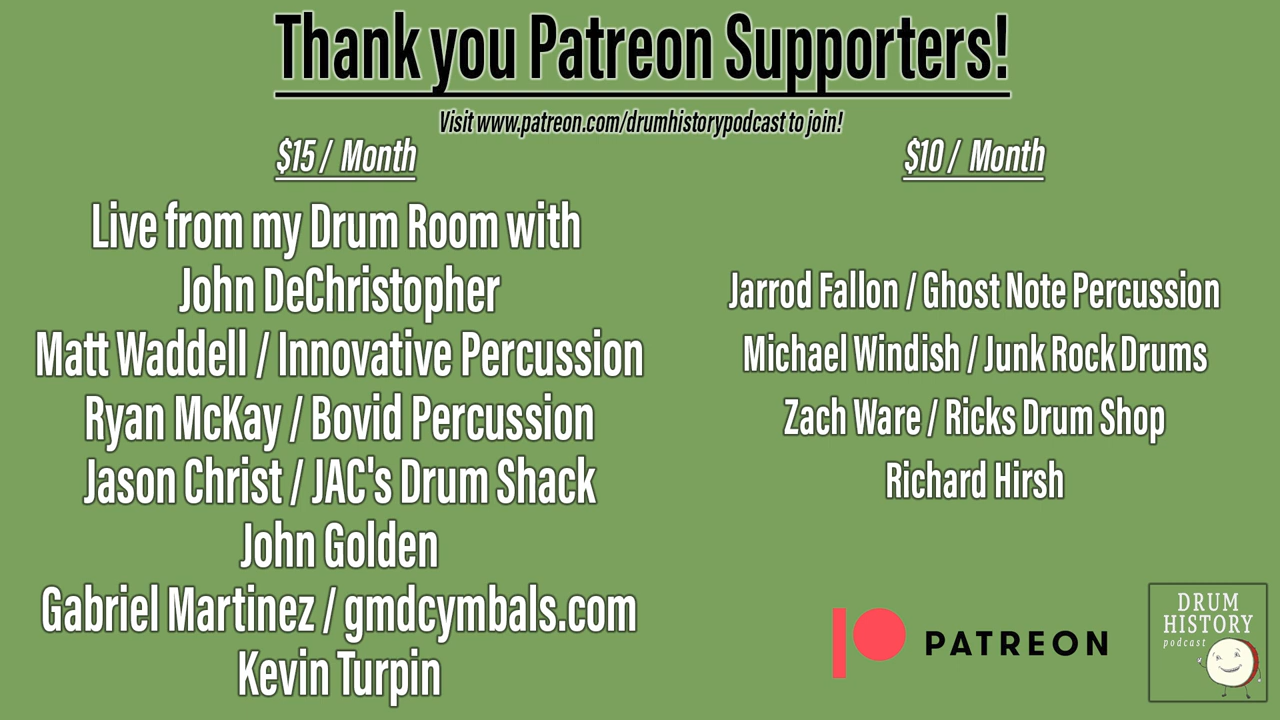 Thank you Patreon Supporters!
Visit www.patreon.com/drumhistorypodcast to join!
$15 / Month
Live from my Drum Room with
John DeChristopher
Matt Waddell / Innovative Percussion
Ryan McKay / Bovid Percussion
Jason Christ / JAC's Drum Shack
John Golden
Gabriel Martinez / gmdcymbals.com
Kevin Turpin
$10 / Month
Jarrod Fallon / Ghost Note Percussion
Michael Windish / Junk Rock Drums
Zach Ware / Ricks Drum Shop
Richard Hirsh
PATREON
DRUM
HISTORY
podcast